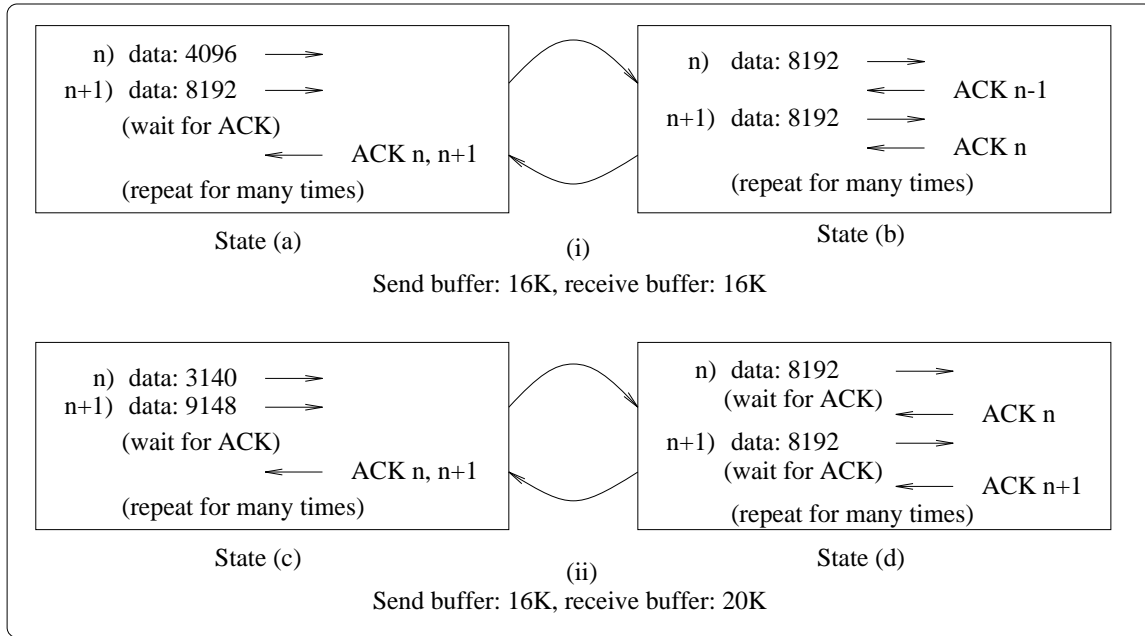 n) data: 4096
n+1) data: 8192
(wait for ACK)
ACK n, n+1
(repeat for many times)
State (a)
n) data: 8192
ACK n-1
n+1) data: 8192
ACK n
(repeat for many times)
State (b)
(i)
Send buffer: 16K, receive buffer: 16K
n) data: 3140
n+1) data: 9148
(wait for ACK)
ACK n, n+1
(repeat for many times)
State (c)
n) data: 8192
(wait for ACK)
ACK n
n+1) data: 8192
(wait for ACK)
ACK n+1
(repeat for many times)
State (d)
(ii)
Send buffer: 16K, receive buffer: 20K